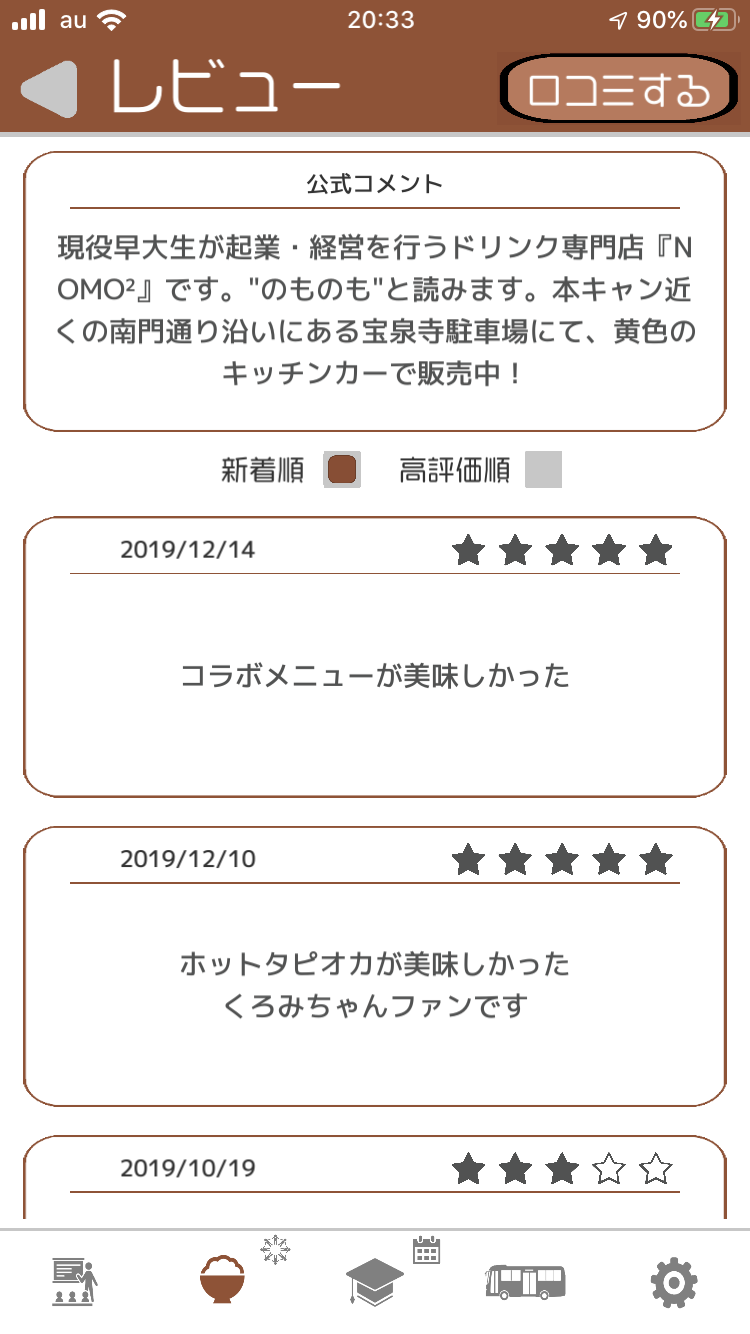 au 20:33 90%
レビュー 口コミする
公式コメント
現役早大生が起業・経営を行うドリンク専門店『N
OMO²』です。"のものも"と読みます。本キャン近
くの南門通り沿いにある宝泉寺駐車場にて、黄色の
キッチンカーで販売中！
新着順 高評価順
2019/12/14
コラボメニューが美味しかった
2019/12/10
ホットタピオカが美味しかった
くろみちゃんファンです
2019/10/19